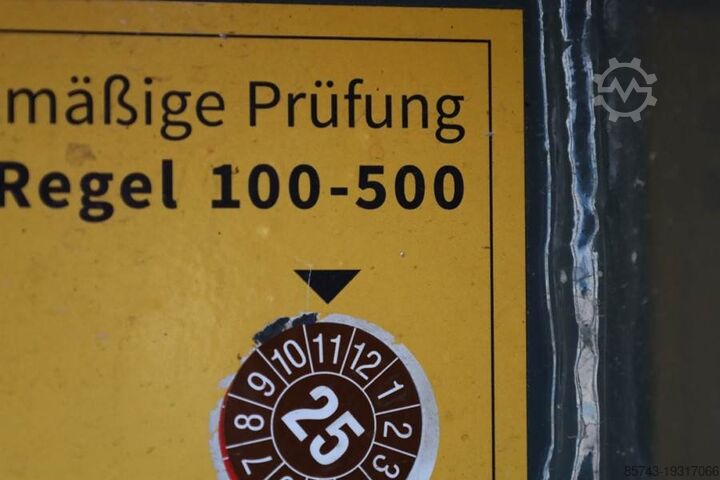 mäßige Prüfung
Regel 100-500
7 8 9 10 11 12 1 2 3
25
85743-19317066